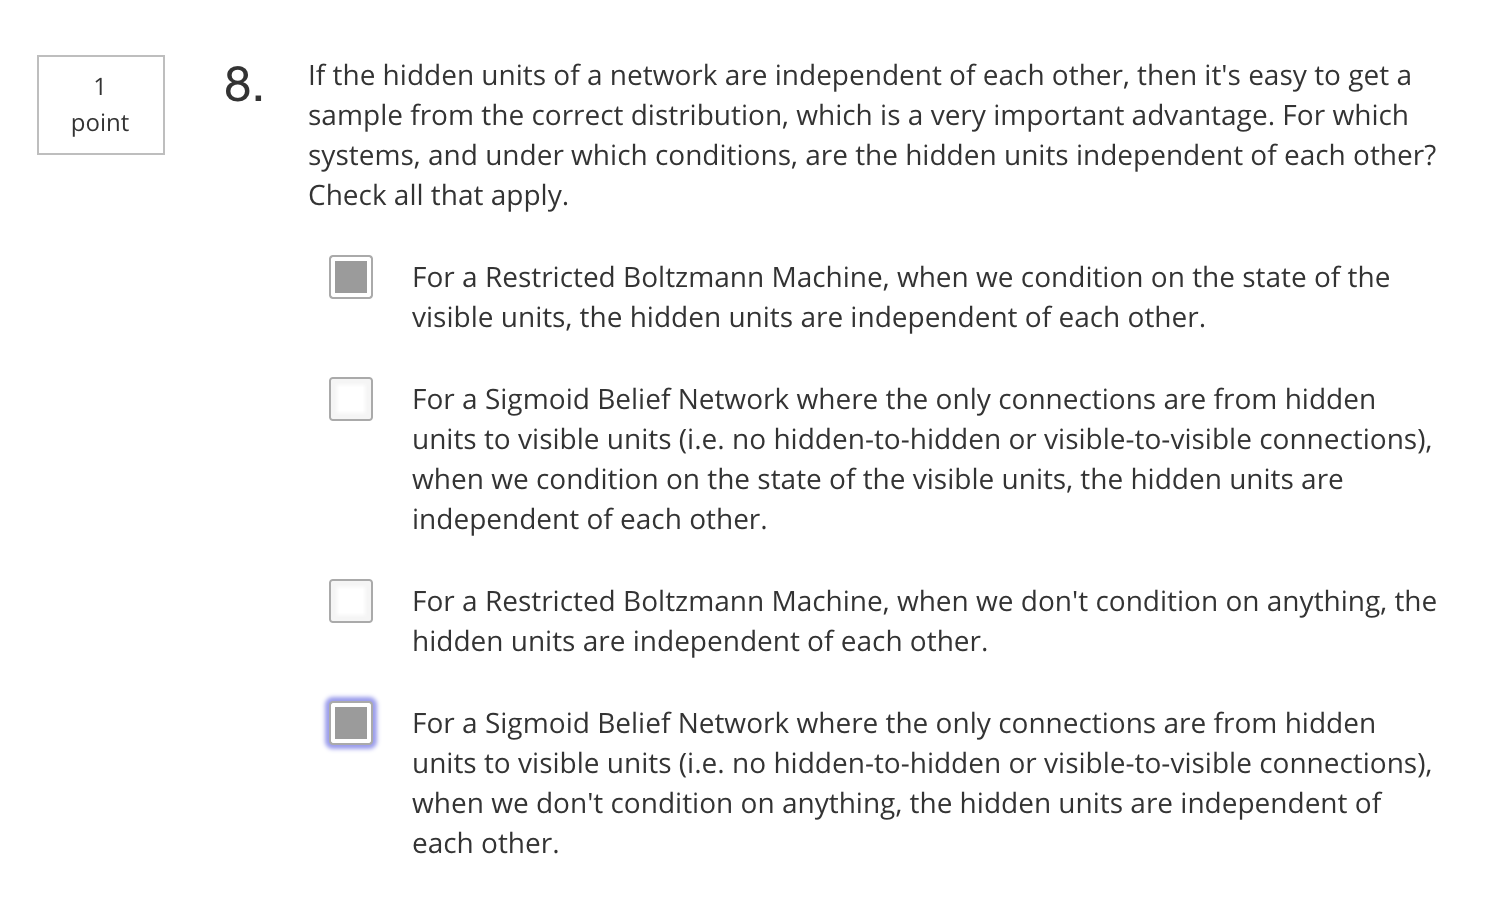 1
point
8.
If the hidden units of a network are independent of each other, then it's easy to get a
sample from the correct distribution, which is a very important advantage. For which
systems, and under which conditions, are the hidden units independent of each other?
Check all that apply.
For a Restricted Boltzmann Machine, when we condition on the state of the
visible units, the hidden units are independent of each other.
For a Sigmoid Belief Network where the only connections are from hidden
units to visible units (i.e. no hidden-to-hidden or visible-to-visible connections),
when we condition on the state of the visible units, the hidden units are
independent of each other.
For a Restricted Boltzmann Machine, when we don't condition on anything, the
hidden units are independent of each other.
For a Sigmoid Belief Network where the only connections are from hidden
units to visible units (i.e. no hidden-to-hidden or visible-to-visible connections),
when we don't condition on anything, the hidden units are independent of
each other.